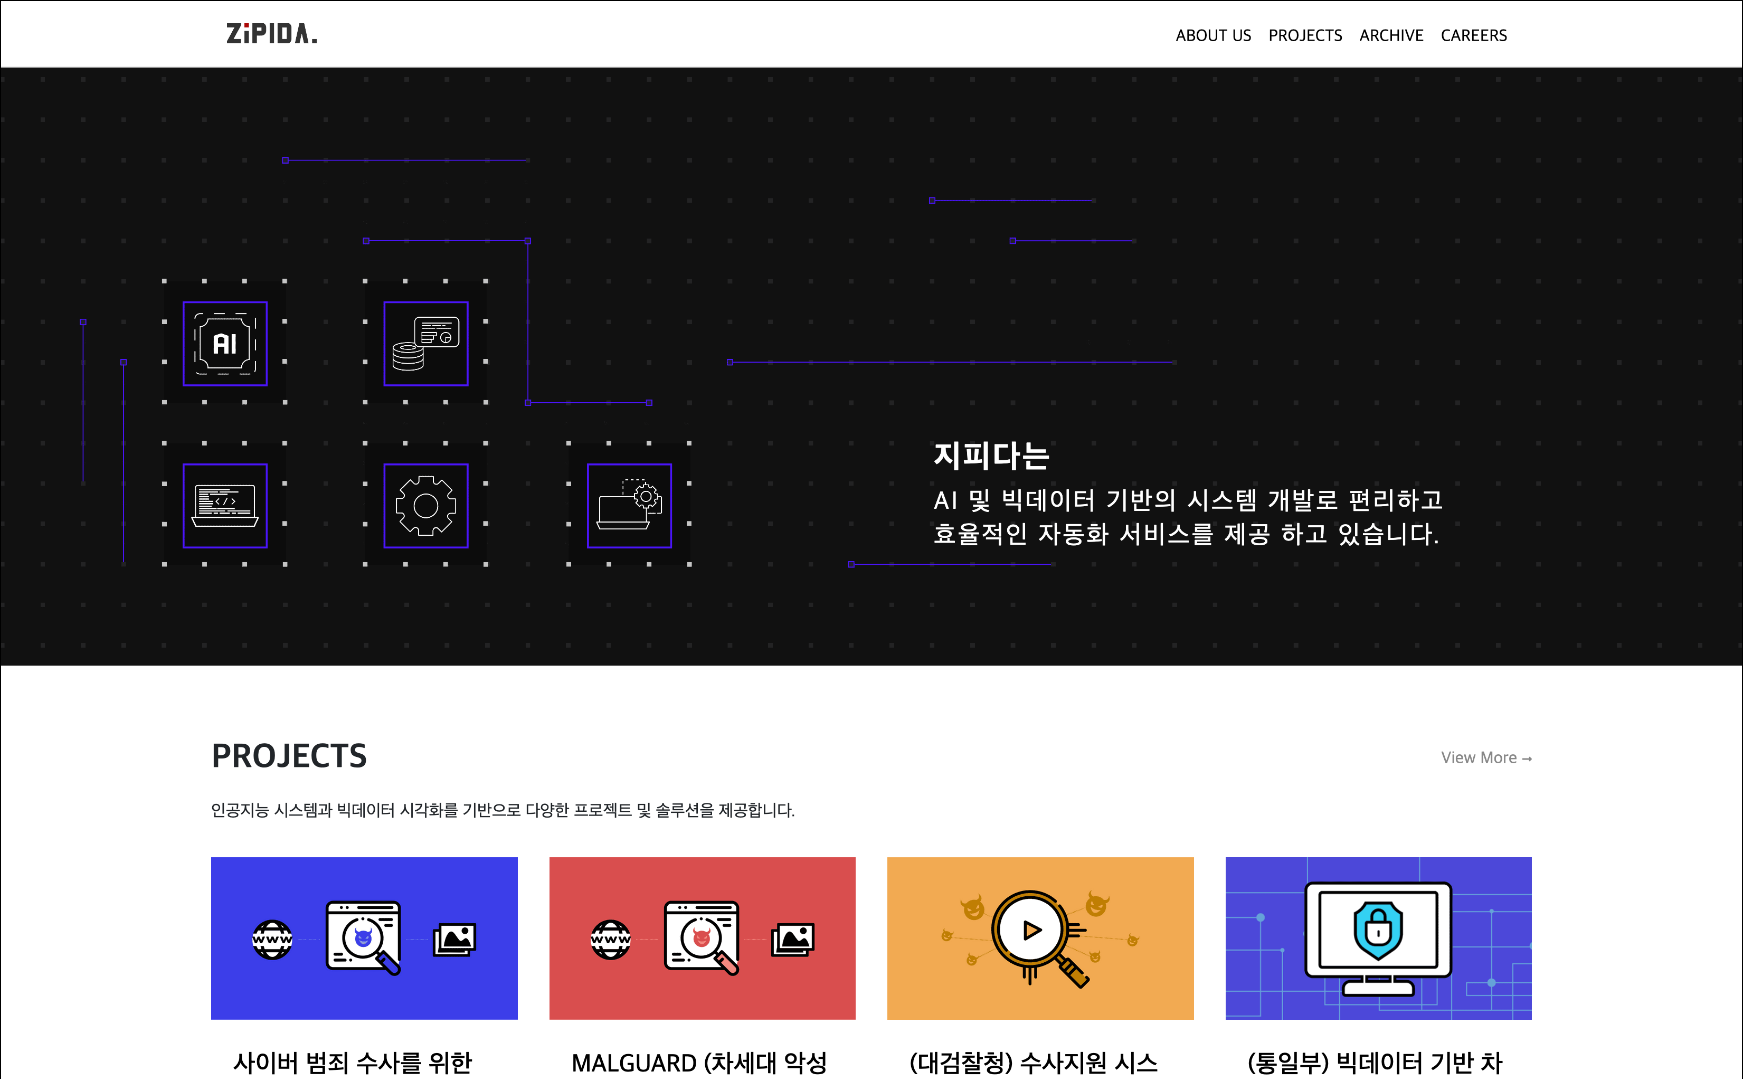 ZiPIDA.
ABOUT US PROJECTS ARCHIVE CAREERS
AI
지피다는
AI 및 빅데이터 기반의 시스템 개발로 편리하고
효율적인 자동화 서비스를 제공 하고 있습니다.
</>
PROJECTS
View More →
인공지능 시스템과 빅데이터 시각화를 기반으로 다양한 프로젝트 및 솔루션을 제공합니다.
www
www
사이버 범죄 수사를 위한
MALGUARD (차세대 악성
(대검찰청) 수사지원 시스
(통일부) 빅데이터 기반 차